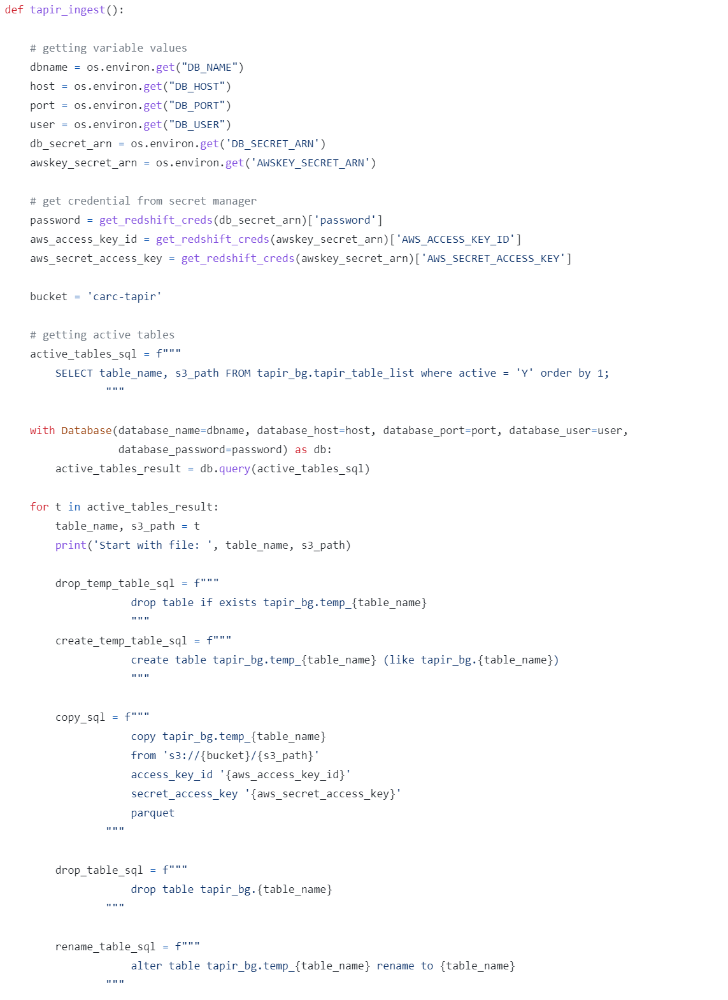 def tapir_ingest():
    # getting variable values
    dbname = os.environ.get("DB_NAME")
    host = os.environ.get("DB_HOST")
    port = os.environ.get("DB_PORT")
    user = os.environ.get("DB_USER")
    db_secret_arn = os.environ.get('DB_SECRET_ARN')
    awskey_secret_arn = os.environ.get('AWSKEY_SECRET_ARN')
    # get credential from secret manager
    password = get_redshift_creds(db_secret_arn)['password']
    aws_access_key_id = get_redshift_creds(awskey_secret_arn)['AWS_ACCESS_KEY_ID']
    aws_secret_access_key = get_redshift_creds(awskey_secret_arn)['AWS_SECRET_ACCESS_KEY']
    bucket = 'carc-tapir'
    # getting active tables
    active_tables_sql = f"""
        SELECT table_name, s3_path FROM tapir_bg.tapir_table_list where active = 'Y' order by 1;
                """
    with Database(database_name=dbname, database_host=host, database_port=port, database_user=user,
                  database_password=password) as db:
        active_tables_result = db.query(active_tables_sql)
    for t in active_tables_result:
        table_name, s3_path = t
        print('Start with file: ', table_name, s3_path)
        drop_temp_table_sql = f"""
                    drop table if exists tapir_bg.temp_{table_name}
                    """
        create_temp_table_sql = f"""
                    create table tapir_bg.temp_{table_name} (like tapir_bg.{table_name})
                    """
        copy_sql = f"""
                    copy tapir_bg.temp_{table_name}
                    from 's3://{bucket}/{s3_path}'
                    access_key_id '{aws_access_key_id}'
                    secret_access_key '{aws_secret_access_key}'
                    parquet
                """
        drop_table_sql = f"""
                    drop table tapir_bg.{table_name}
                """
        rename_table_sql = f"""
                    alter table tapir_bg.temp_{table_name} rename to {table_name}
                """